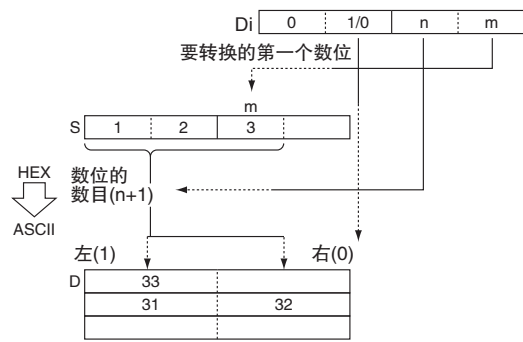 Di 0 1/0 n m
要转换的第一个数位
m
S 1 2 3
HEX
ASCII
数位的
数目(n+1)
左(1) 右(0)
D 33
31 32